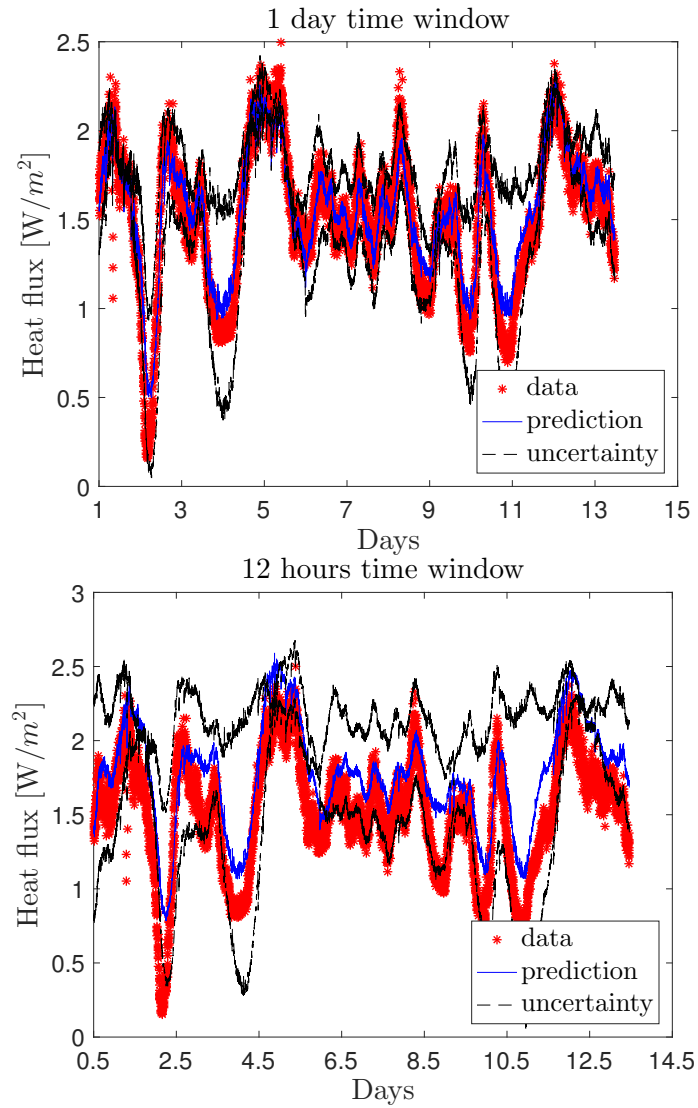 1 day time window
2.5
2
1.5
1
0.5
0
Heat flux [W/m²]
data
prediction
uncertainty
1 3 5 7 9 11 13 15
Days
12 hours time window
3
2.5
2
1.5
1
0.5
0
Heat flux [W/m²]
data
prediction
uncertainty
0.5 2.5 4.5 6.5 8.5 10.5 12.5 14.5
Days